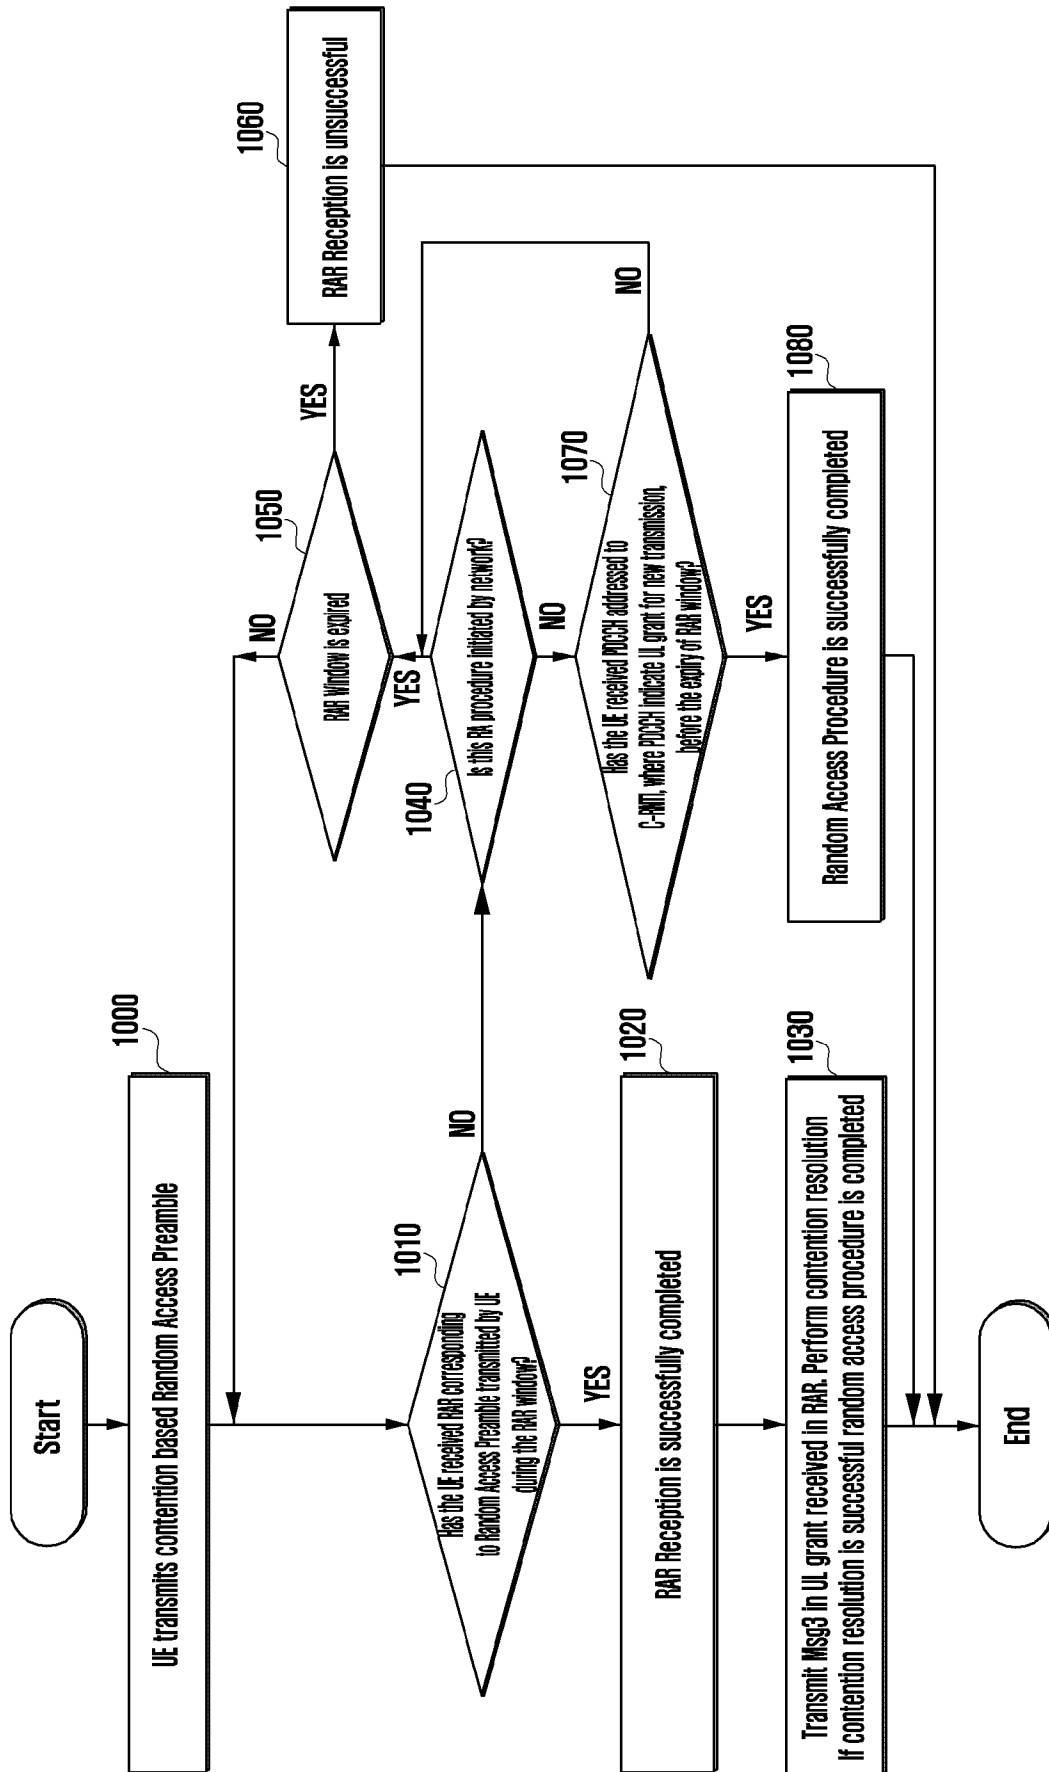 Start
1000
UE transmits contention based Random Access Preamble
1010
Has the UE received RAR corresponding
to Random Access Preamble transmitted by UE
during the RAR window?
NO
YES
1020
RAR Reception is successfully completed
1030
Transmit Msg3 in UL grant received in RAR. Perform contention resolution
If contention resolution is successful random access procedure is completed
1040
Is this RA procedure initiated by network?
YES
NO
1050
RAR Window is expired
NO
YES
1060
RAR Reception is unsuccessful
1070
Has the UE received PDCCH addressed to
C-RNTI, where PDCCH indicate UL grant for new transmission,
before the expiry of RAR window?
NO
YES
1080
Random Access Procedure is successfully completed
End